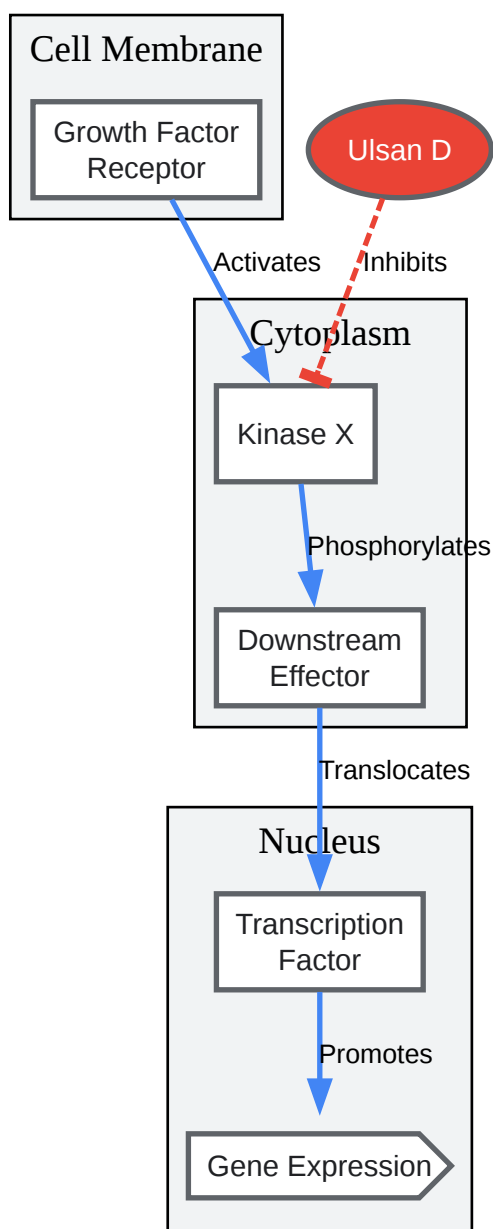 Cell Membrane
Growth Factor
Receptor
Ulsan D
Activates
Inhibits
Cytoplasm
Kinase X
Phosphorylates
Downstream
Effector
Translocates
Nucleus
Transcription
Factor
Promotes
Gene Expression